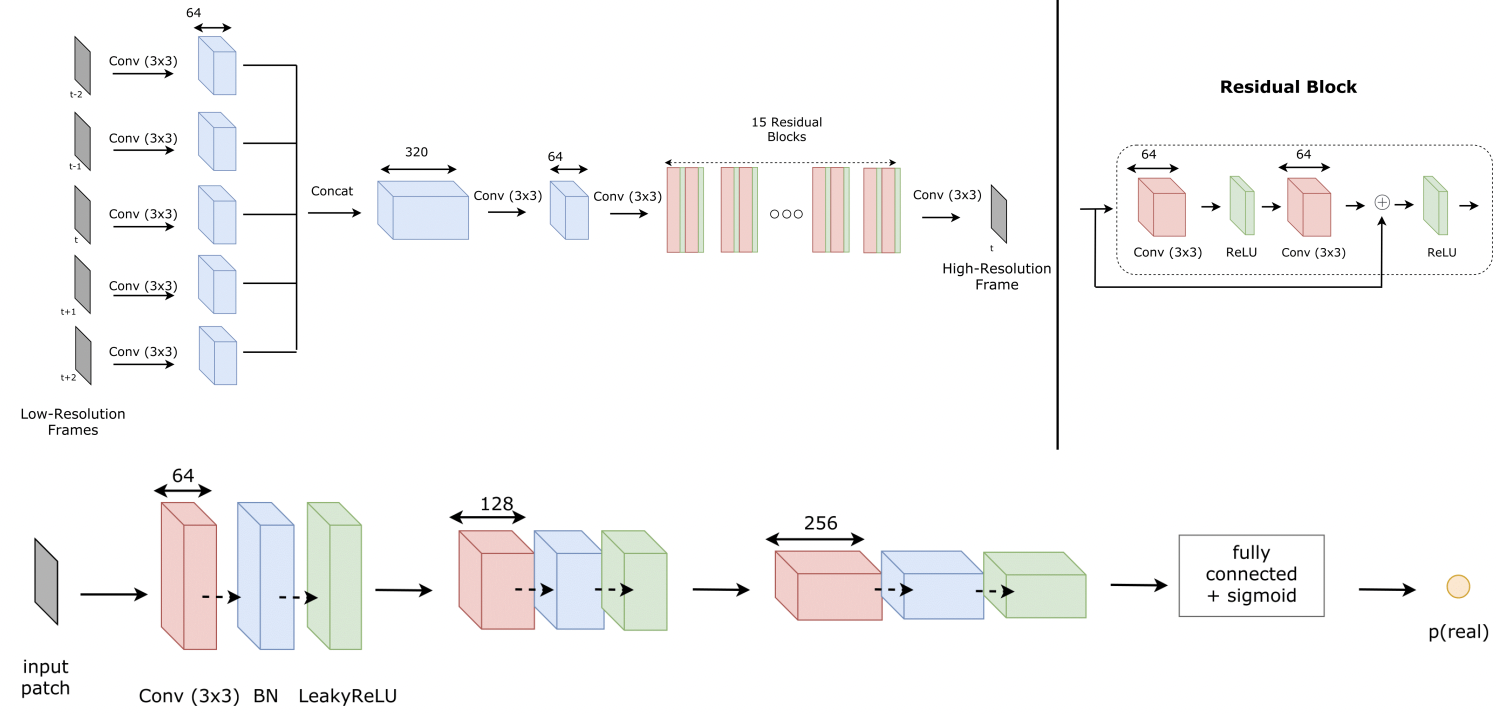 64
Conv (3x3)
t-2
Conv (3x3)
t-1
Conv (3x3)
t
Conv (3x3)
t+1
Conv (3x3)
t+2
Low-Resolution
Frames
Concat
320
Conv (3x3)
64
Conv (3x3)
15 Residual
Blocks
Conv (3x3)
t
High-Resolution
Frame
Residual Block
64
Conv (3x3)
ReLU
64
Conv (3x3)
ReLU
input
patch
64
Conv (3x3)
BN
LeakyReLU
128
256
fully
connected
+ sigmoid
p(real)